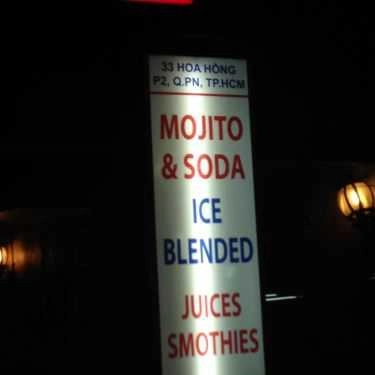 33 HOA HỒNG
P2, Q.PN, TP.HCM
MOJITO
& SODA
ICE
BLENDED
JUICES
SMOTHIES